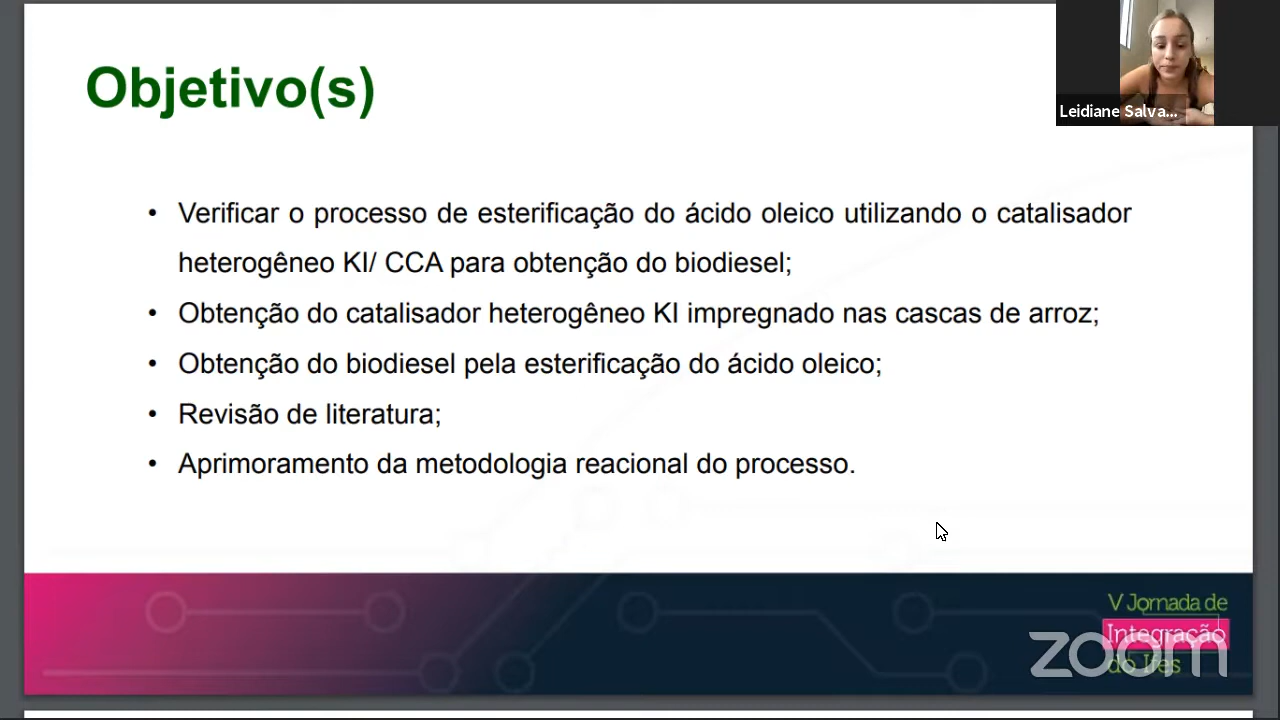 Objetivo(s)
Leidiane Salva...
• Verificar o processo de esterificação do ácido oleico utilizando o catalisador
heterogêneo KI/ CCA para obtenção do biodiesel;
• Obtenção do catalisador heterogêneo KI impregnado nas cascas de arroz;
• Obtenção do biodiesel pela esterificação do ácido oleico;
• Revisão de literatura;
• Aprimoramento da metodologia reacional do processo.
V Jornada de
Integração
do Ifes
zoom